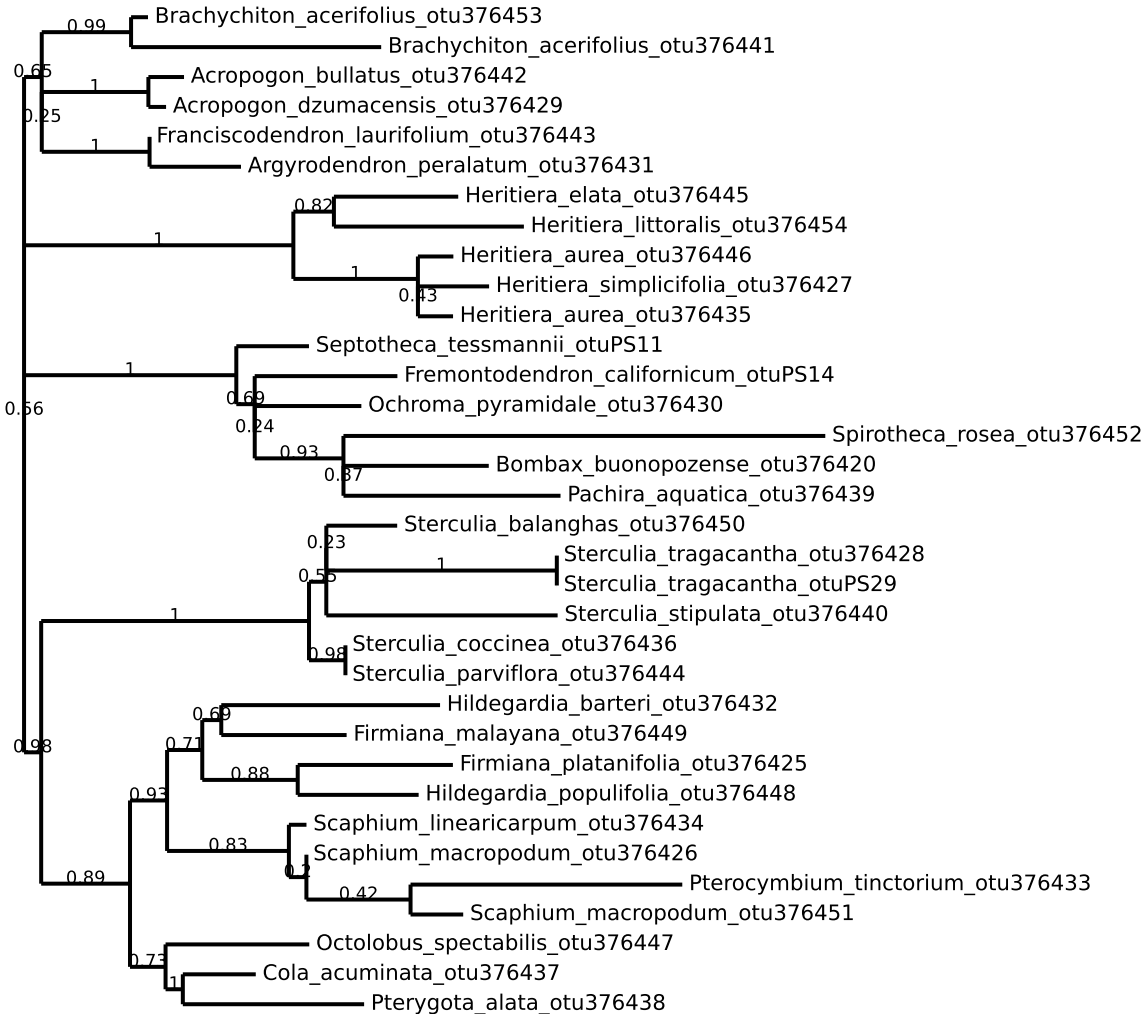 Brachychiton_acerifolius_otu376453
0.99
Brachychiton_acerifolius_otu376441
0.65
Acropogon_bullatus_otu376442
1
Acropogon_dzumacensis_otu376429
0.25
Franciscodendron_laurifolium_otu376443
1
Argyrodendron_peralatum_otu376431
Heritiera_elata_otu376445
0.82
Heritiera_littoralis_otu376454
1
Heritiera_aurea_otu376446
1
Heritiera_simplicifolia_otu376427
0.43
Heritiera_aurea_otu376435
Septotheca_tessmannii_otuPS11
1
Fremontodendron_californicum_otuPS14
0.69
Ochroma_pyramidale_otu376430
0.56
0.24
Spirotheca_rosea_otu376452
0.93
Bombax_buonopozense_otu376420
0.37
Pachira_aquatica_otu376439
Sterculia_balanghas_otu376450
0.23
Sterculia_tragacantha_otu376428
1
0.55
Sterculia_tragacantha_otuPS29
1
Sterculia_stipulata_otu376440
Sterculia_coccinea_otu376436
0.98
Sterculia_parviflora_otu376444
Hildegardia_barteri_otu376432
0.69
Firmiana_malayana_otu376449
0.71
0.98
Firmiana_platanifolia_otu376425
0.88
Hildegardia_populifolia_otu376448
0.93
Scaphium_linearicarpum_otu376434
0.83
Scaphium_macropodum_otu376426
0.2
0.89
Pterocymbium_tinctorium_otu376433
0.42
Scaphium_macropodum_otu376451
Octolobus_spectabilis_otu376447
0.73
Cola_acuminata_otu376437
1
Pterygota_alata_otu376438